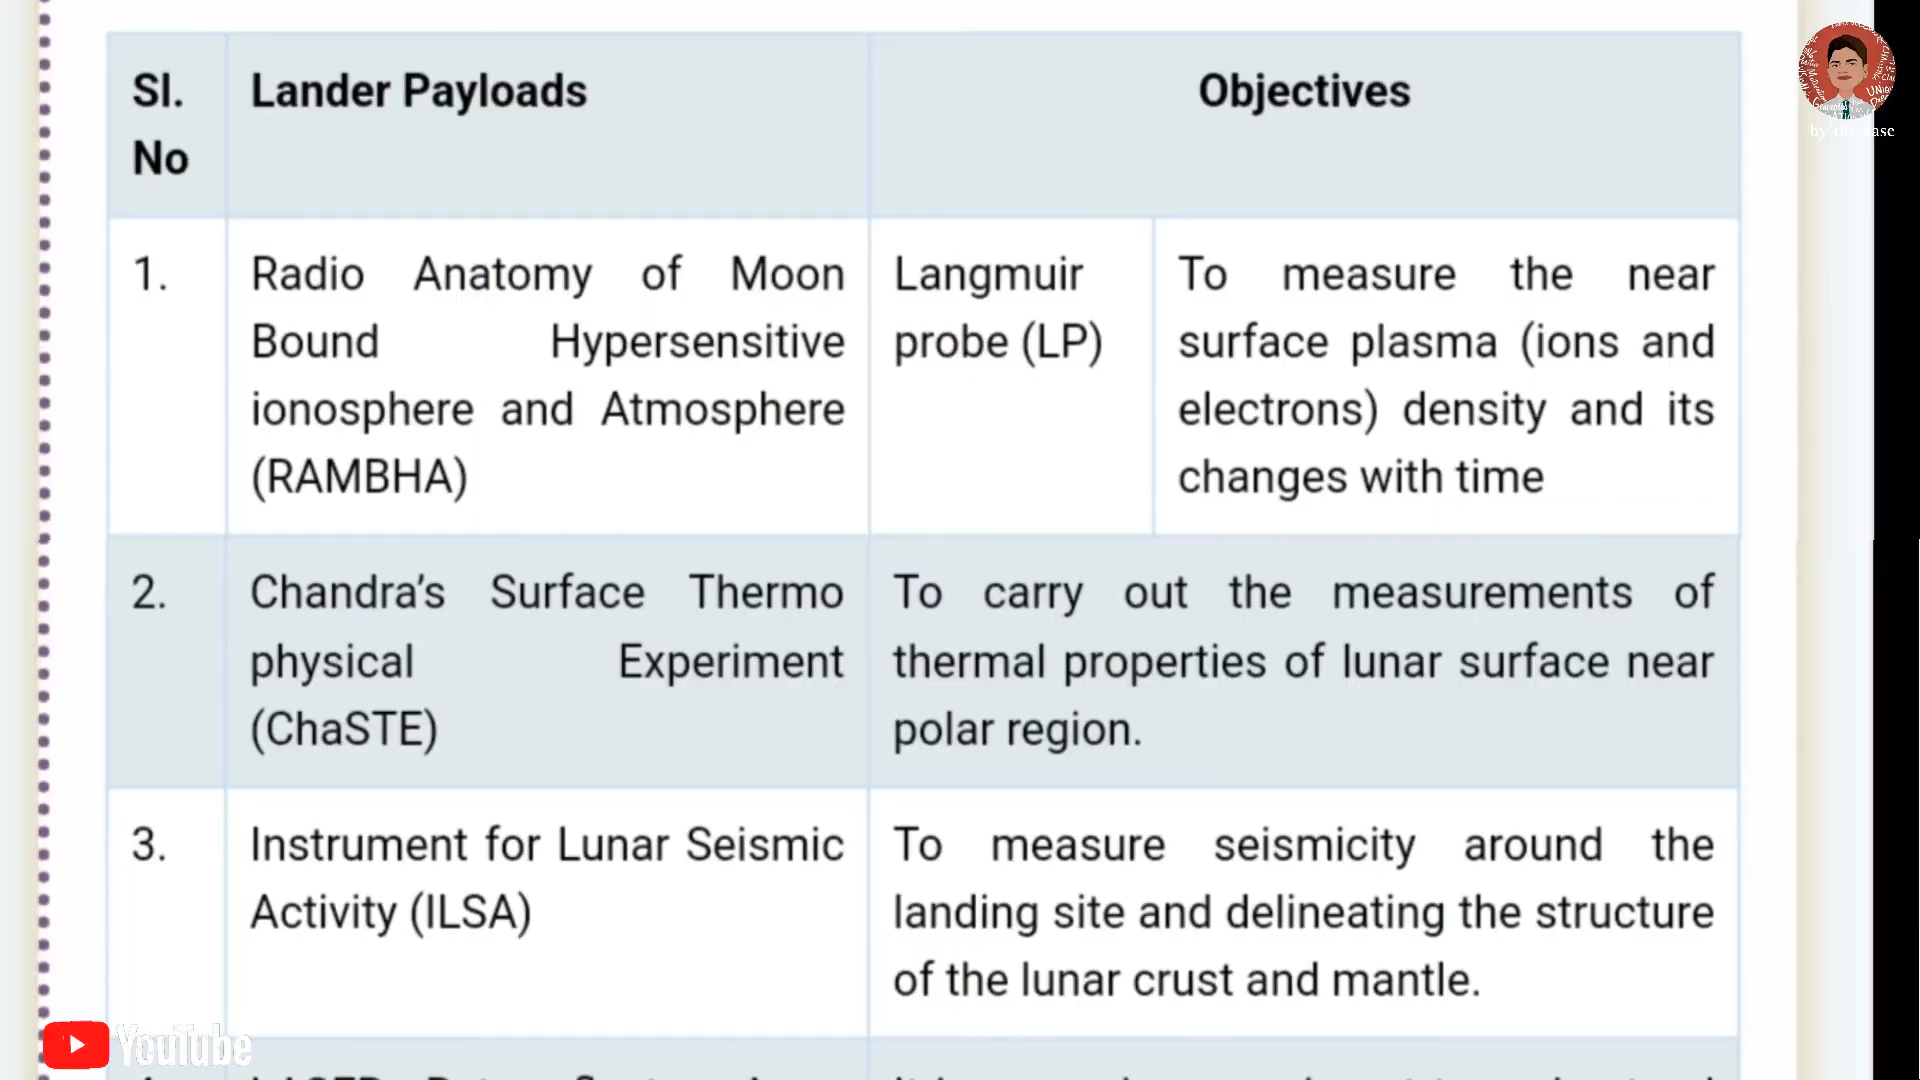 Sl. No
Lander Payloads
Objectives
1.
Radio Anatomy of Moon
Bound Hypersensitive
ionosphere and Atmosphere
(RAMBHA)
Langmuir
probe (LP)
To measure the near
surface plasma (ions and
electrons) density and its
changes with time
2.
Chandra’s Surface Thermo
physical Experiment
(ChaSTE)
To carry out the measurements of
thermal properties of lunar surface near
polar region.
3.
Instrument for Lunar Seismic
Activity (ILSA)
To measure seismicity around the
landing site and delineating the structure
of the lunar crust and mantle.
YouTube